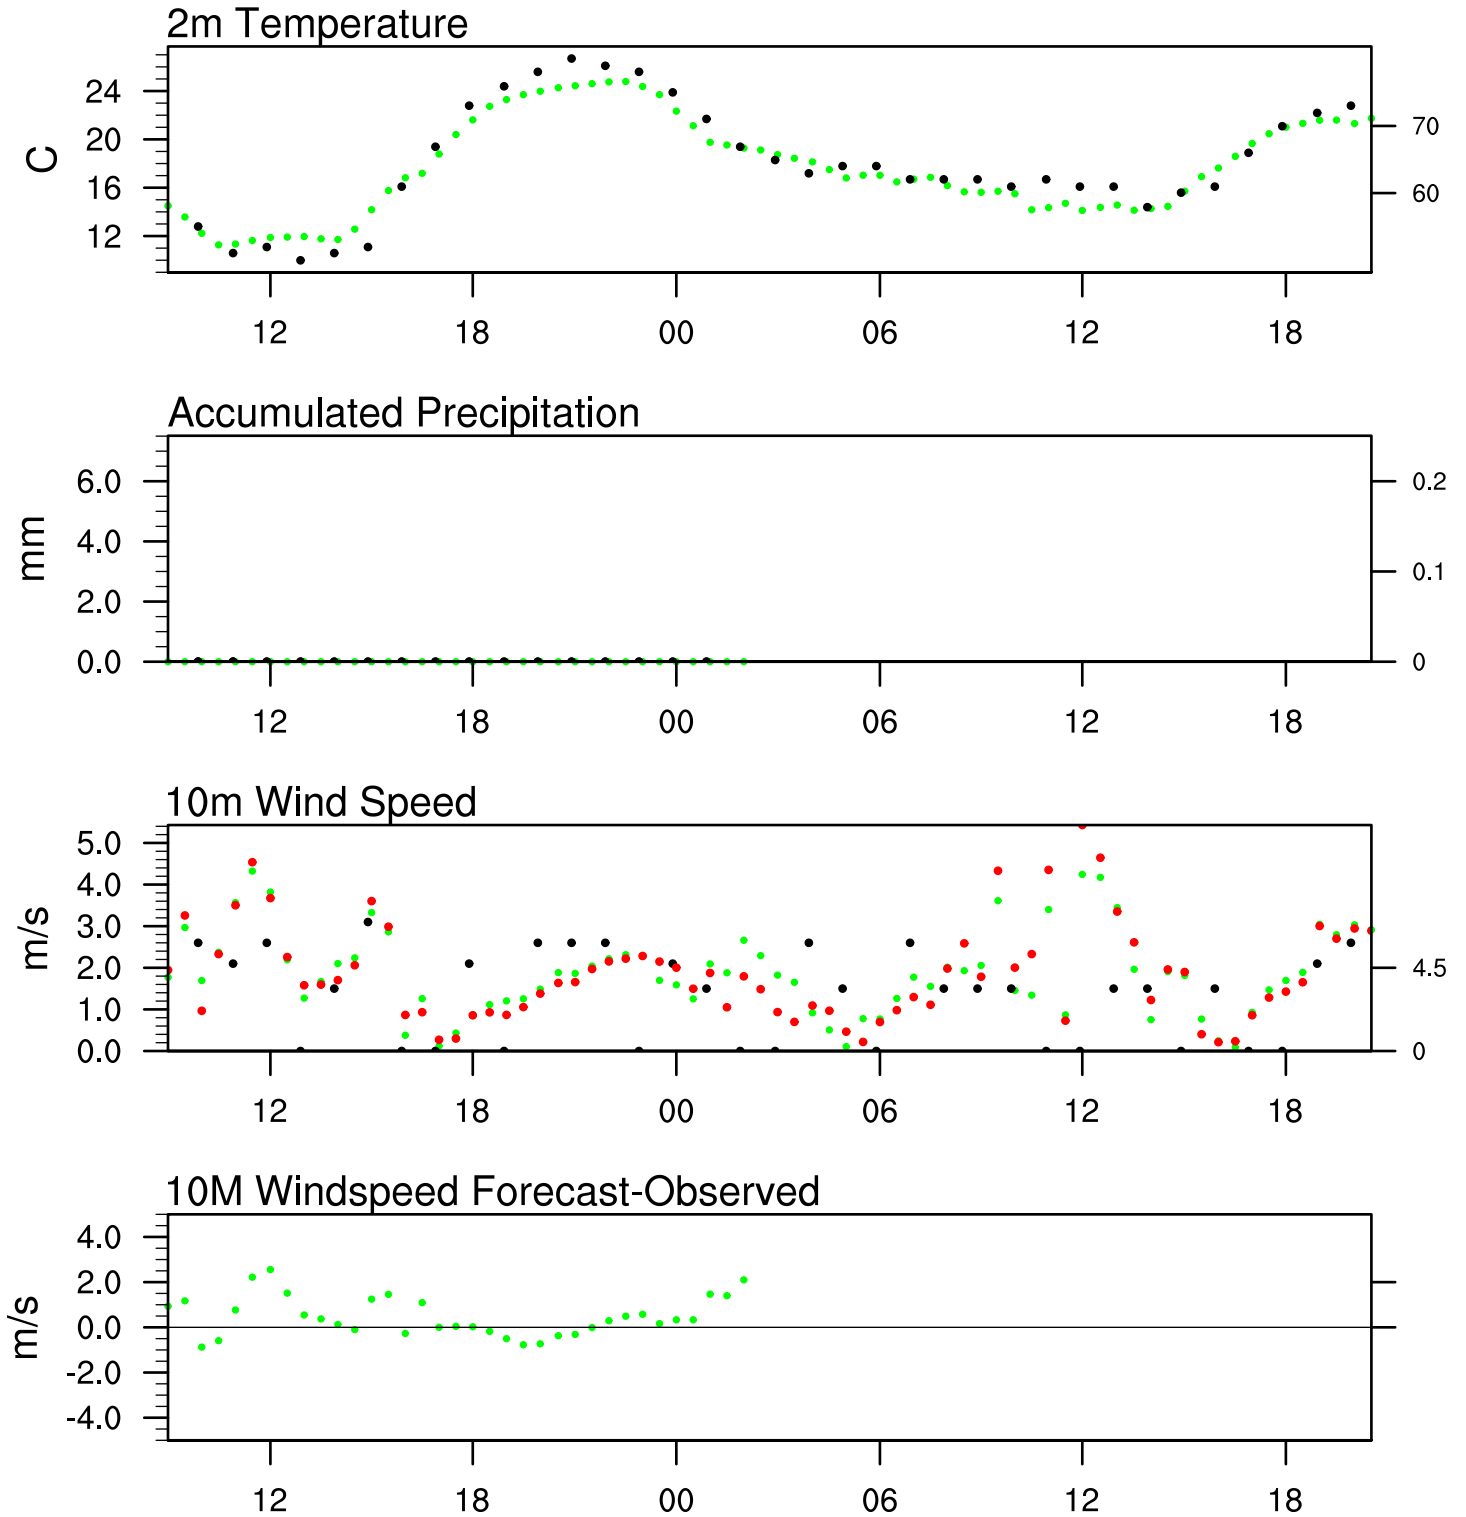 2m Temperature
24
20
16
12
C
70
60
12 18 00 06 12 18
Accumulated Precipitation
6.0
4.0
2.0
0.0
mm
0.2
0.1
0
12 18 00 06 12 18
10m Wind Speed
5.0
4.0
3.0
2.0
1.0
0.0
m/s
4.5
0
12 18 00 06 12 18
10M Windspeed Forecast-Observed
4.0
2.0
0.0
-2.0
-4.0
m/s
12 18 00 06 12 18